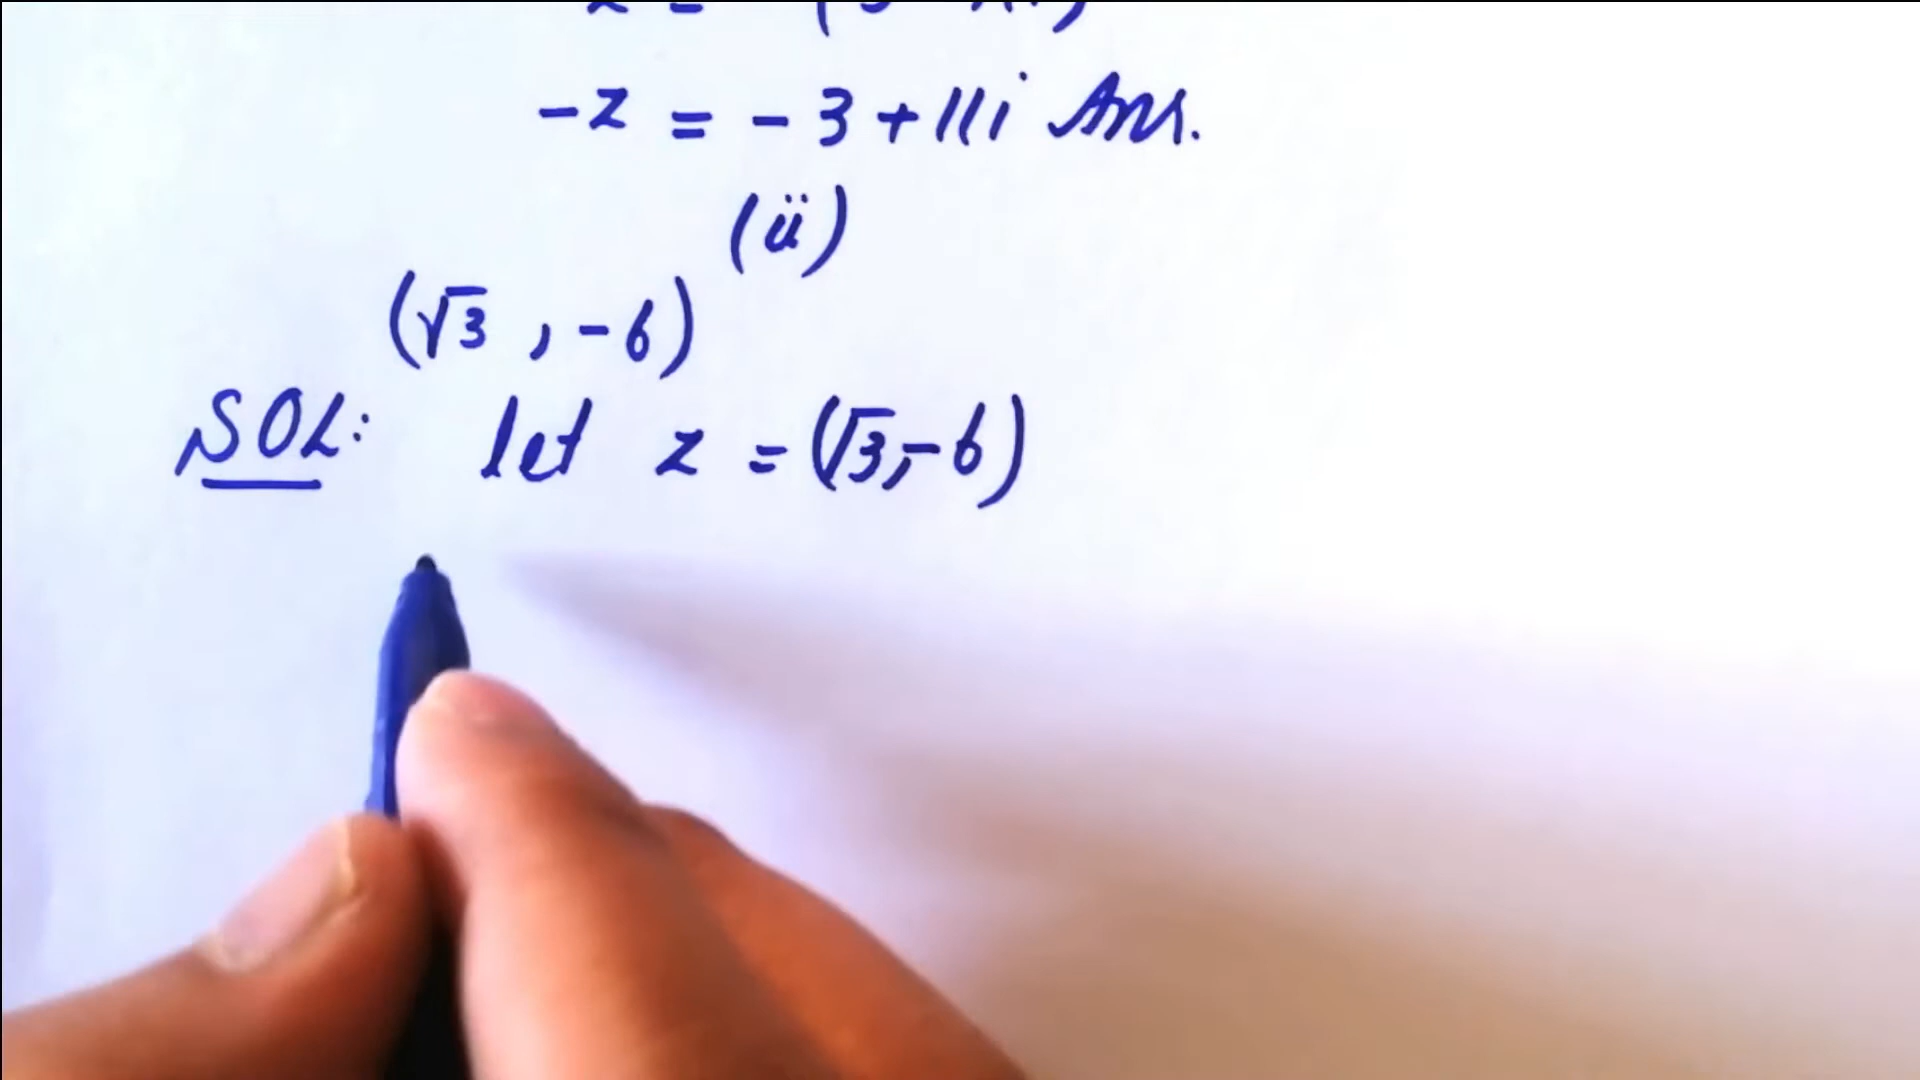 -z = -3 + 11i Ans.
(ii)
(√3 , -6)
SOL: let z = (√3,-6)